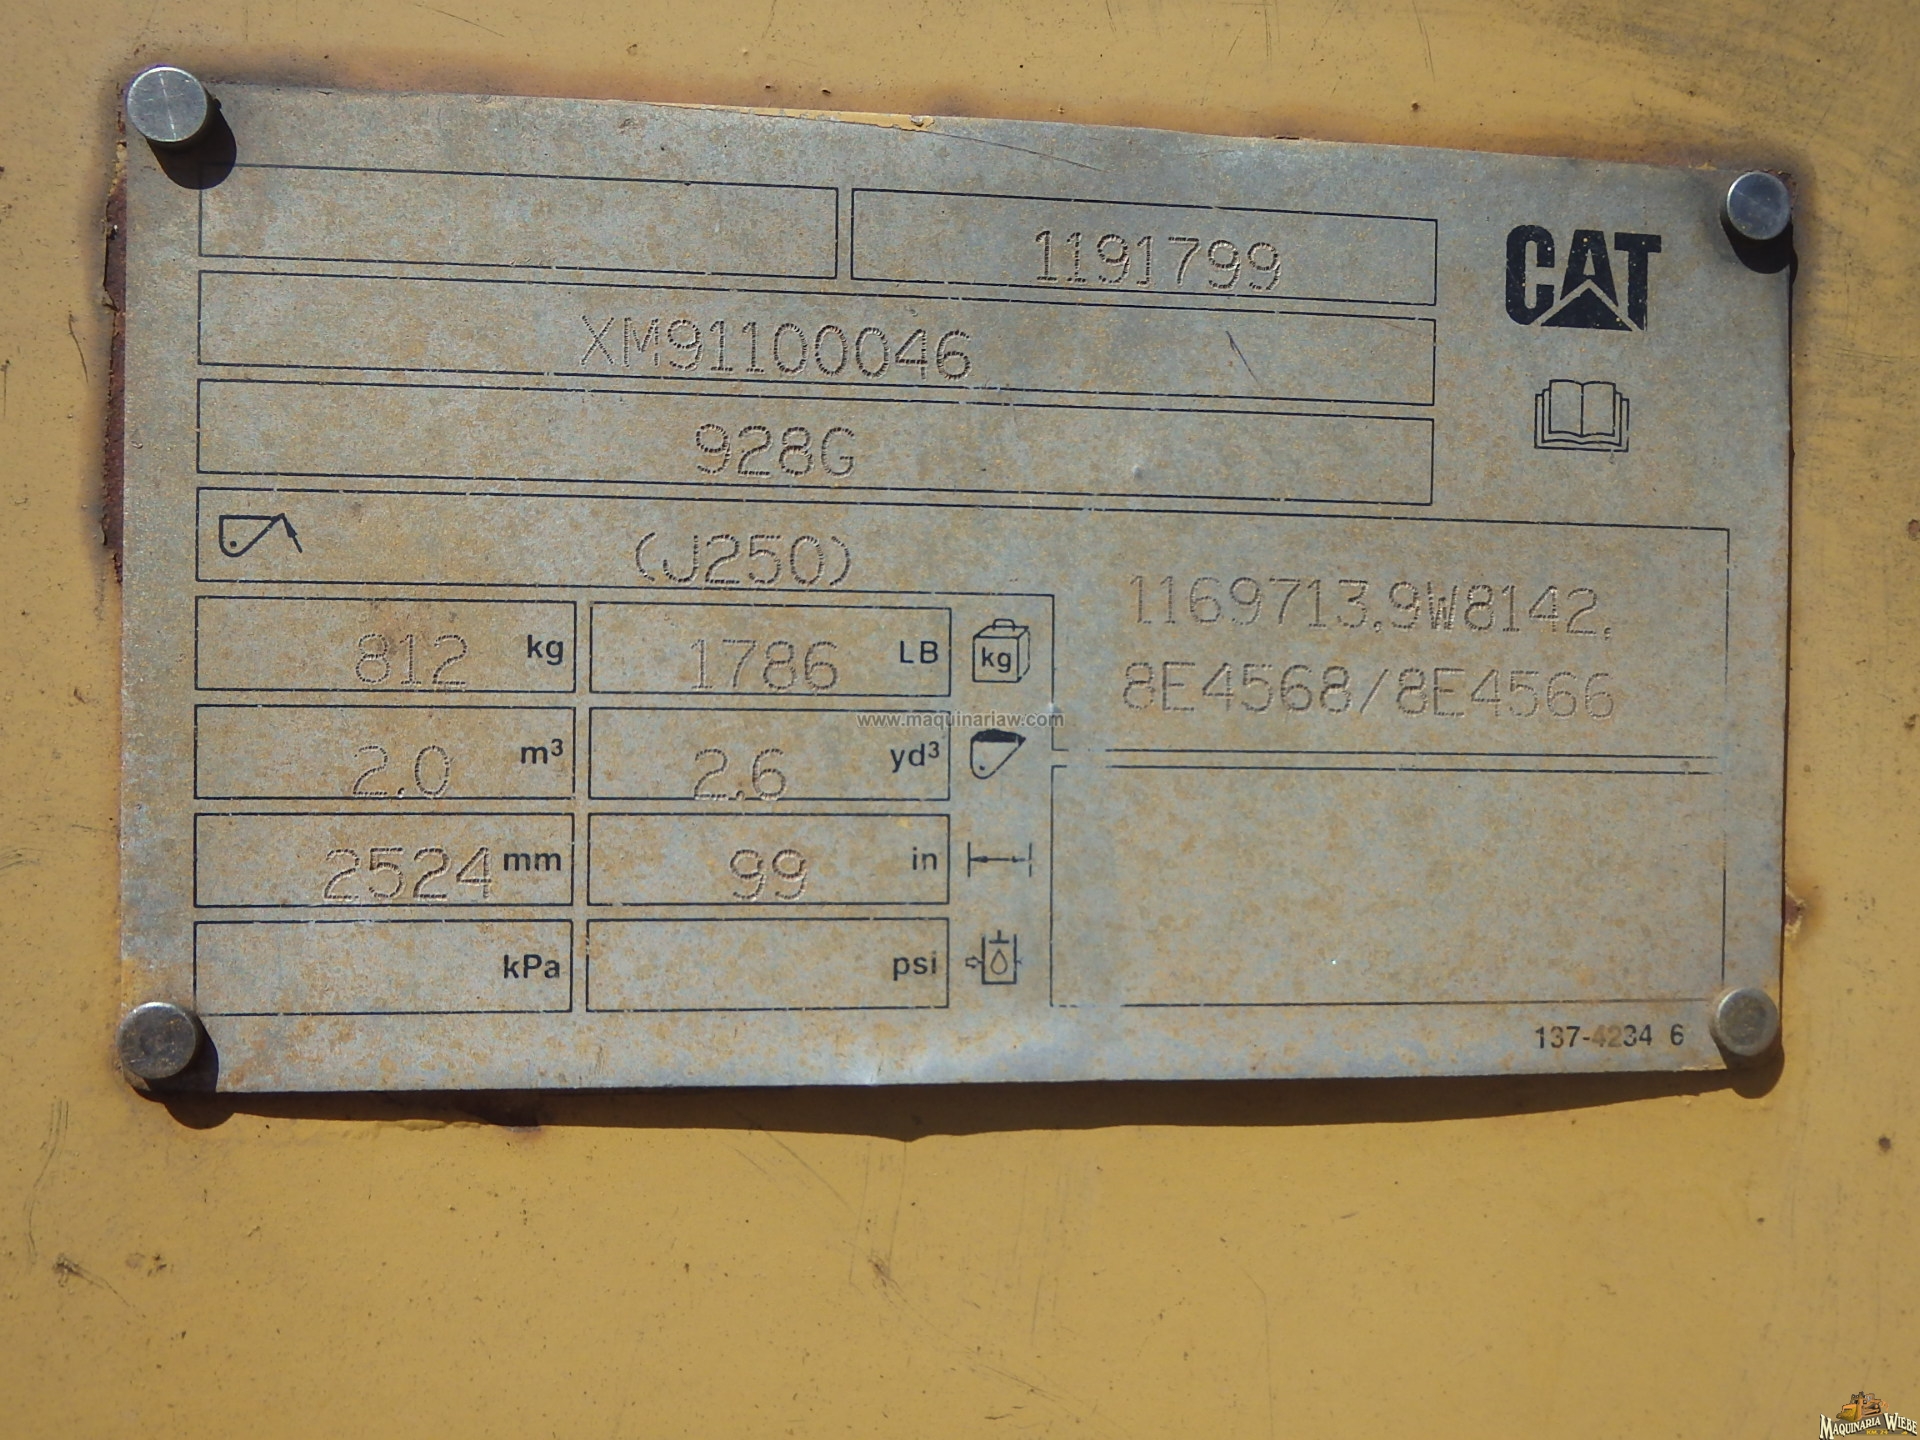 1191799
CAT
XM91100046
928G
(J250)
1169713,9W8142,
8E4568/8E4566
812 kg 1786 LB kg
www.maquinariaw.com
2.0 m³ 2.6 yd³
2524 mm 99 in
kPa psi
137-4234 6
MAQUINARIA WIEBE